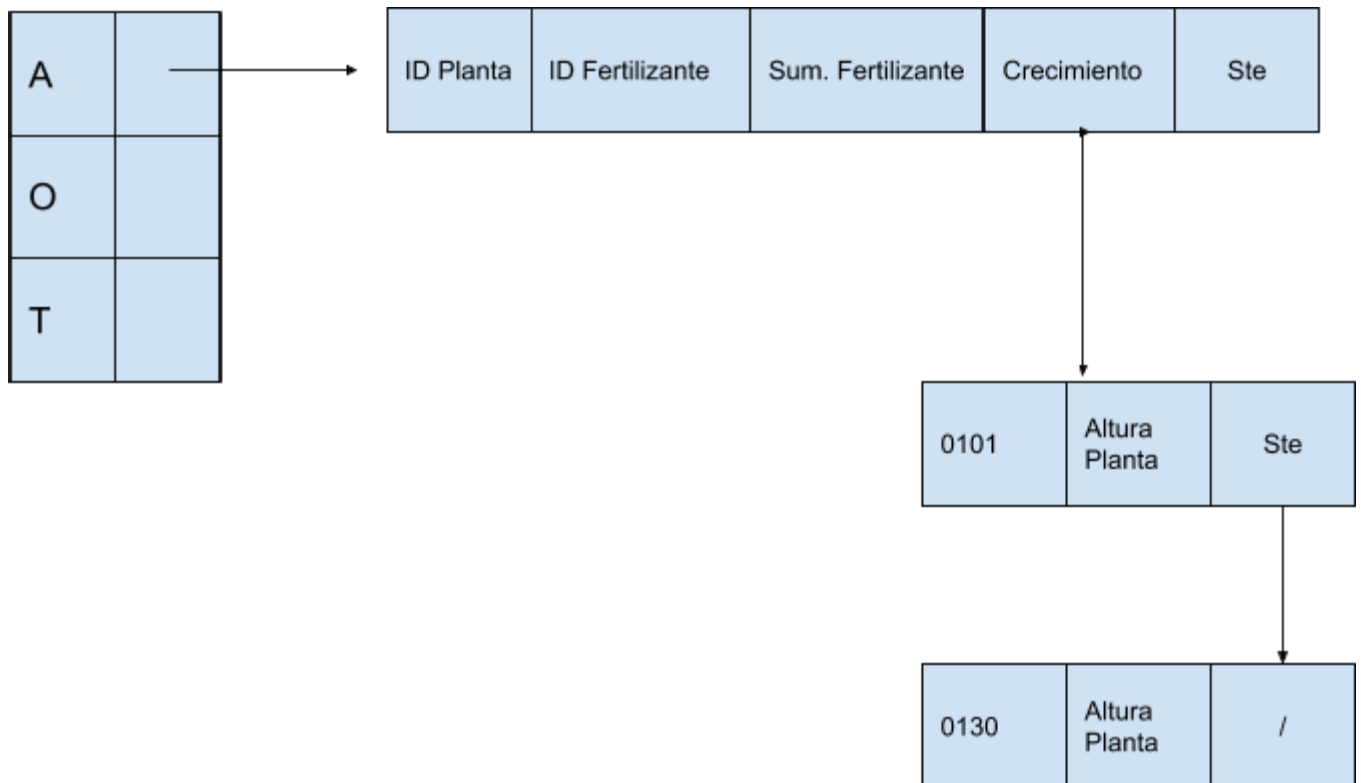 A
ID Planta
ID Fertilizante
Sum. Fertilizante
Crecimiento
Ste
O
T
0101
Altura
Planta
Ste
0130
Altura
Planta
/